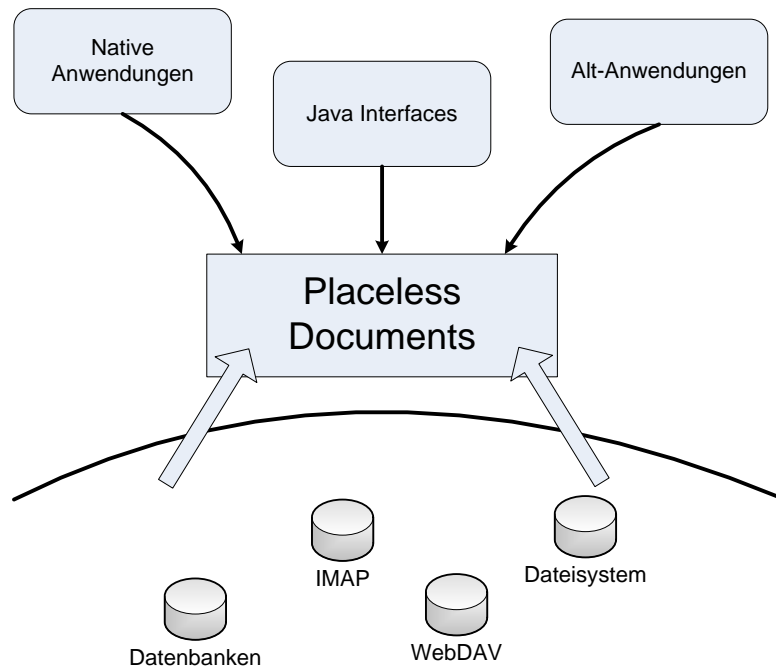 Native
Anwendungen
Java Interfaces
Alt-Anwendungen
Placeless
Documents
IMAP
Dateisystem
Datenbanken
WebDAV